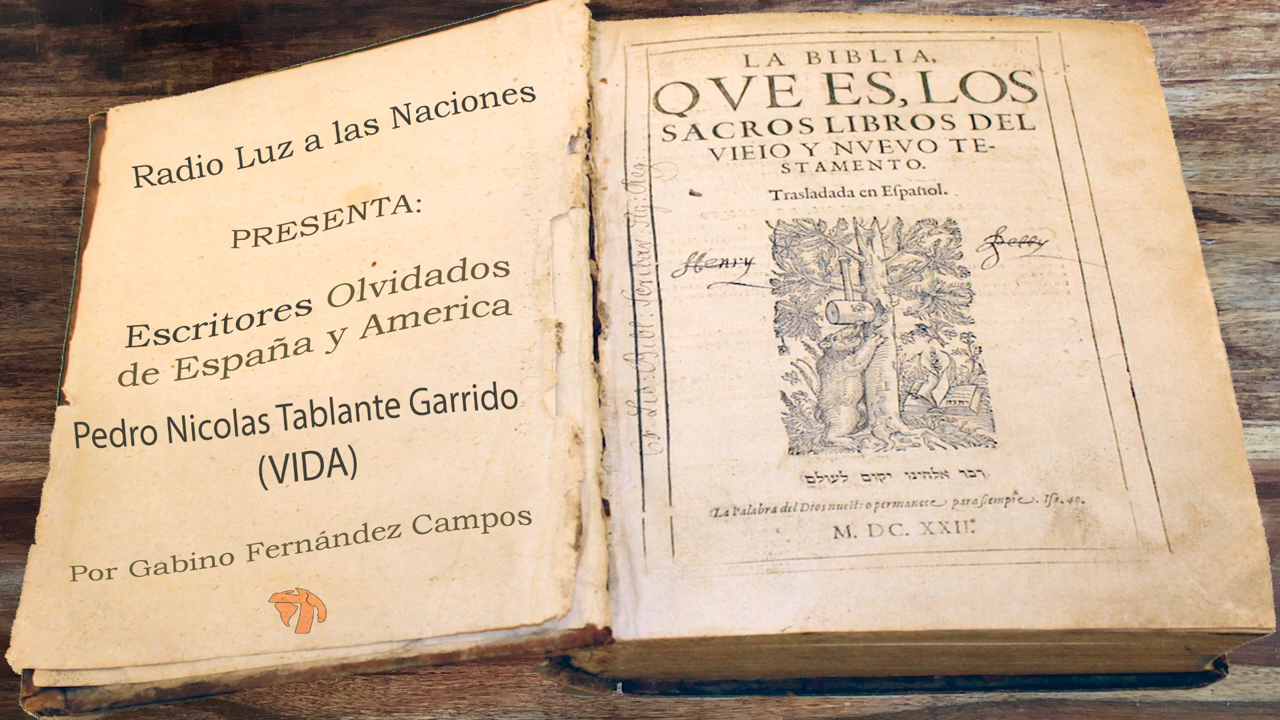 Radio Luz a las Naciones
PRESENTA:
Escritores Olvidados
de España y America
Pedro Nicolas Tablante Garrido
(VIDA)
Por Gabino Fernández Campos
LA BIBLIA,
QVE ES, LOS
SACROS LIBROS DEL
VIEIO Y NVEVO TE-
STAMENTO.
Trasladada en Español.
Henry
דבר אלהינו יקום לעולם
La Palabra del Dios nuestro permanece para siempre. Isa. 40.
M. DC. XXII.